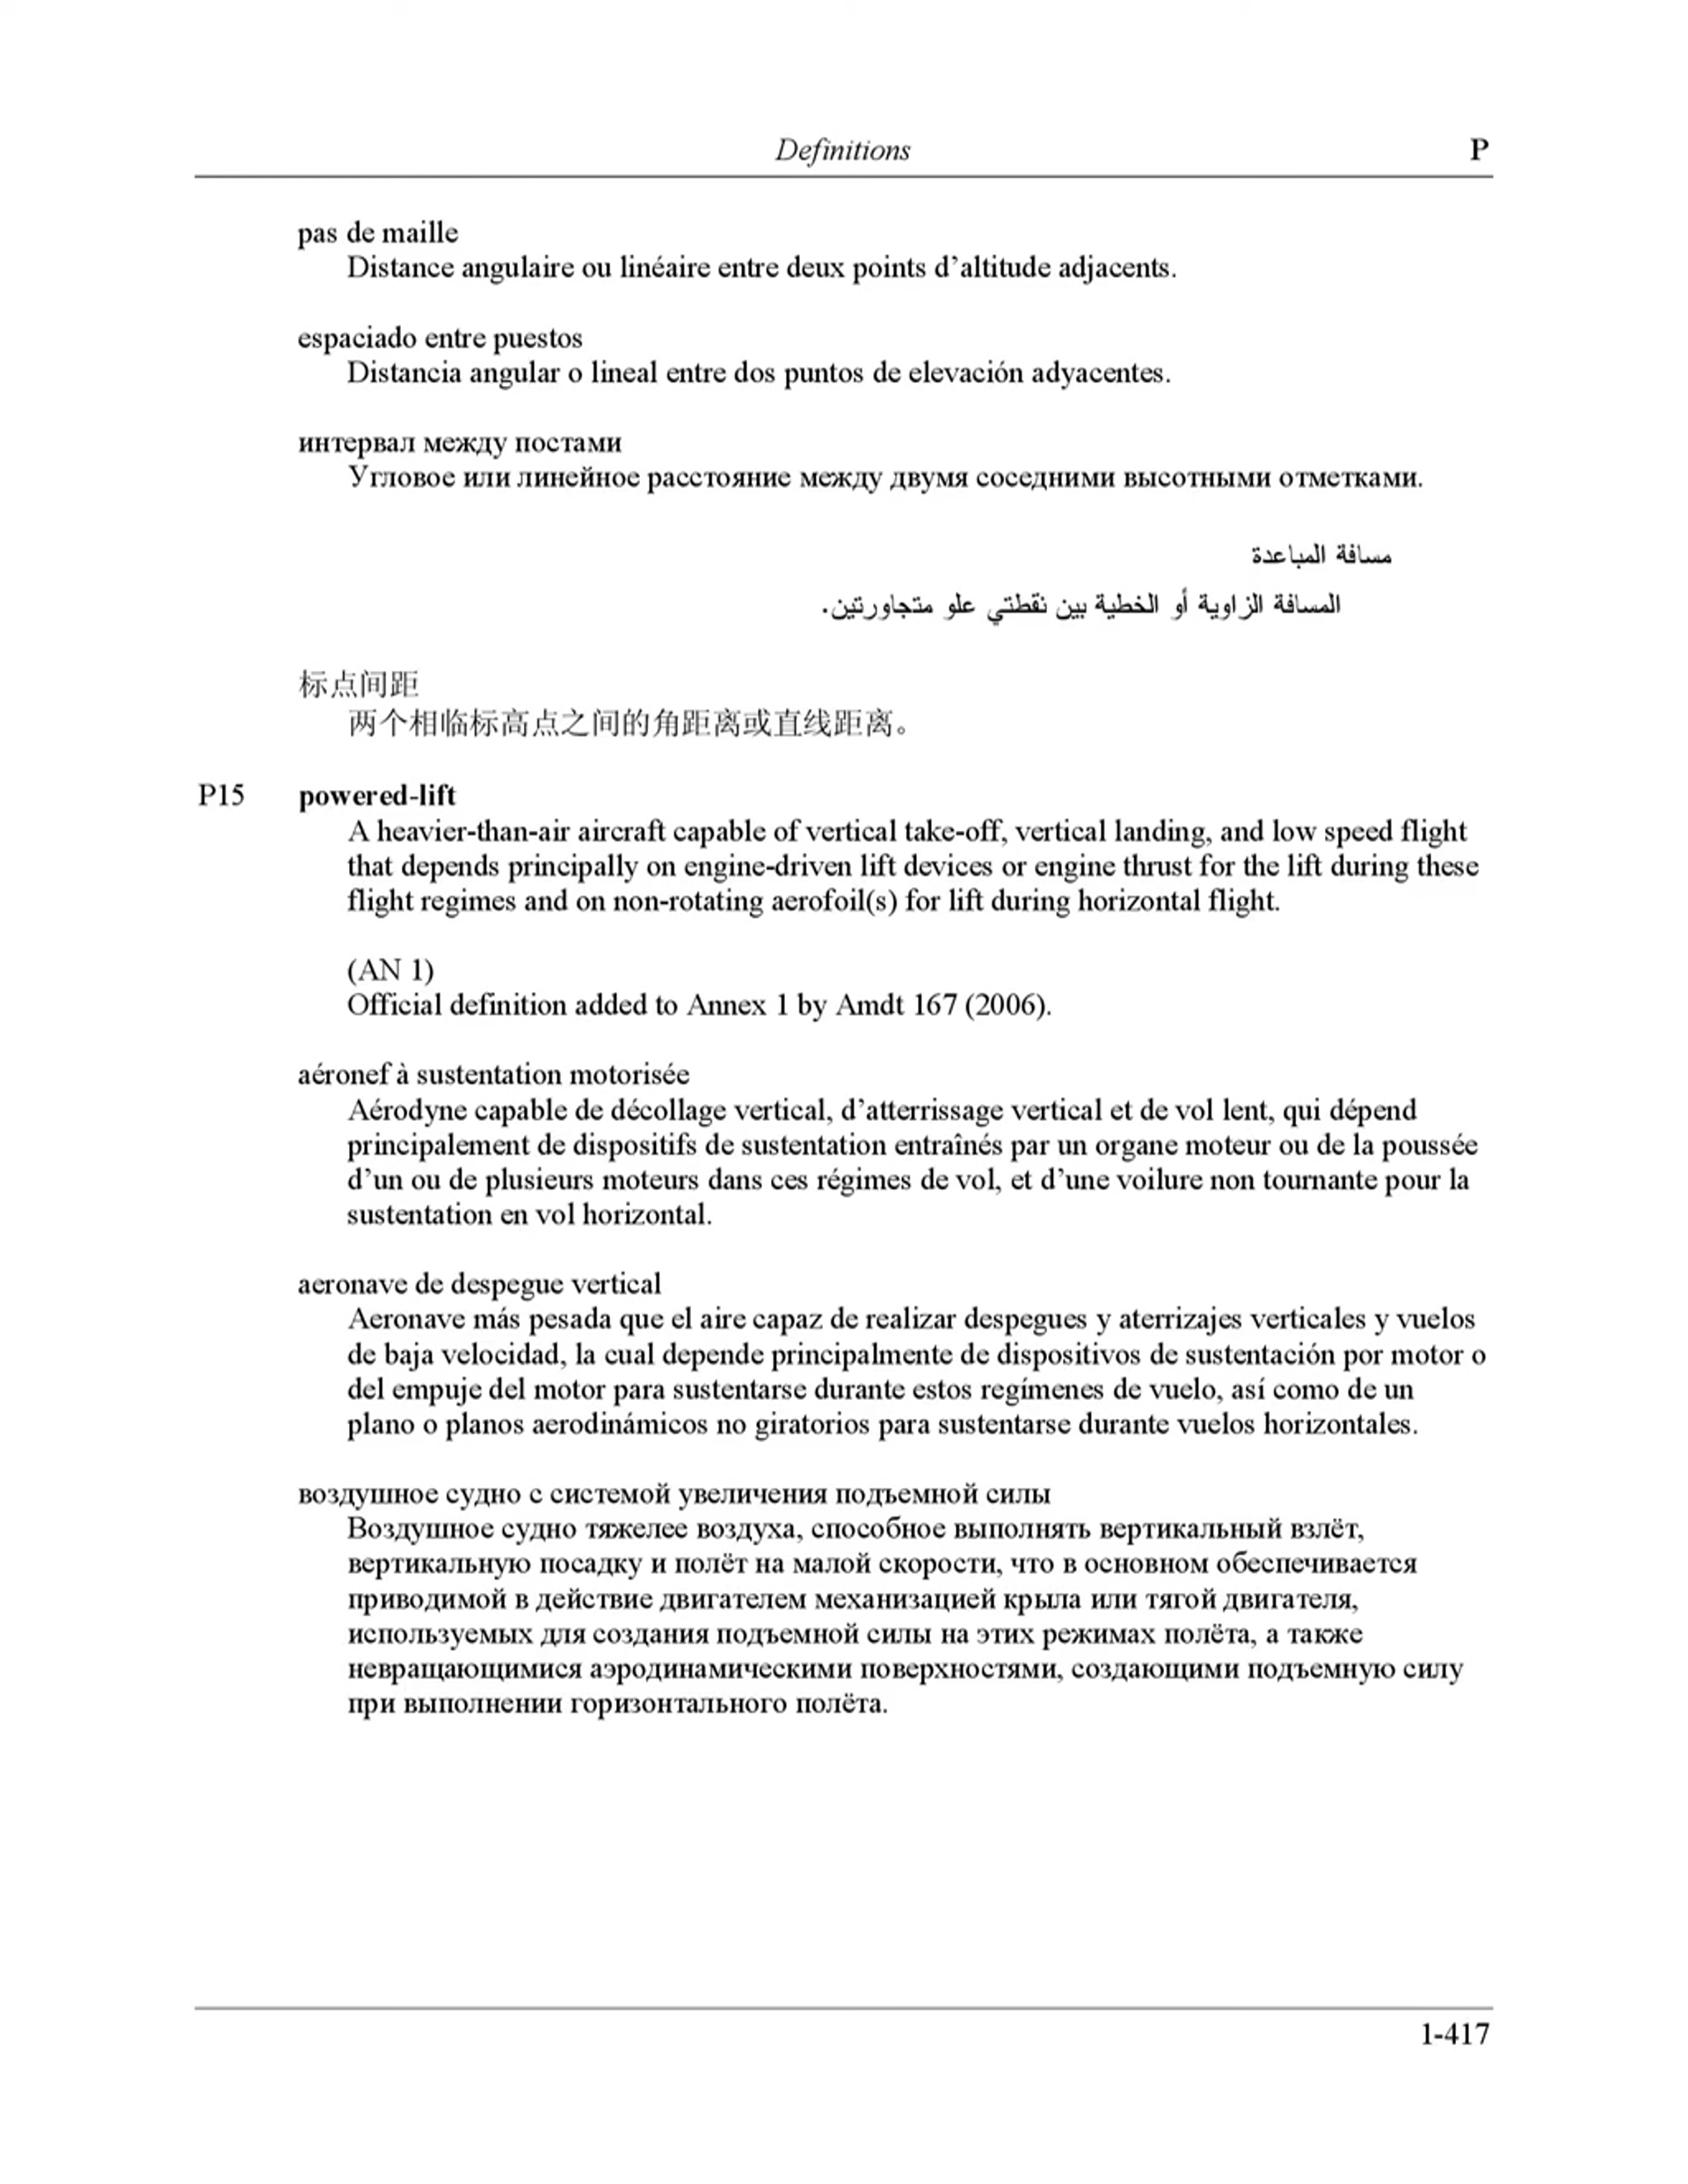 Definitions P
pas de maille
Distance angulaire ou linéaire entre deux points d’altitude adjacents.
espaciado entre puestos
Distancia angular o lineal entre dos puntos de elevación adyacentes.
интервал между постами
Угловое или линейное расстояние между двумя соседними высотными отметками.
مسافة المباعدة
المسافة الزاوية أو الخطية بين نقطتي علو متجاورتين.
标点间距
两个相临标高点之间的角距离或直线距离。
P15 powered-lift
A heavier-than-air aircraft capable of vertical take-off, vertical landing, and low speed flight
that depends principally on engine-driven lift devices or engine thrust for the lift during these
flight regimes and on non-rotating aerofoil(s) for lift during horizontal flight.
(AN 1)
Official definition added to Annex 1 by Amdt 167 (2006).
aéronef à sustentation motorisée
Aérodyne capable de décollage vertical, d’atterrissage vertical et de vol lent, qui dépend
principalement de dispositifs de sustentation entraînés par un organe moteur ou de la poussée
d’un ou de plusieurs moteurs dans ces régimes de vol, et d’une voilure non tournante pour la
sustentation en vol horizontal.
aeronave de despegue vertical
Aeronave más pesada que el aire capaz de realizar despegues y aterrizajes verticales y vuelos
de baja velocidad, la cual depende principalmente de dispositivos de sustentación por motor o
del empuje del motor para sustentarse durante estos regímenes de vuelo, así como de un
plano o planos aerodinámicos no giratorios para sustentarse durante vuelos horizontales.
воздушное судно с системой увеличения подъемной силы
Воздушное судно тяжелее воздуха, способное выполнять вертикальный взлёт,
вертикальную посадку и полёт на малой скорости, что в основном обеспечивается
приводимой в действие двигателем механизацией крыла или тягой двигателя,
используемых для создания подъемной силы на этих режимах полёта, а также
невращающимися аэродинамическими поверхностями, создающими подъемную силу
при выполнении горизонтального полёта.
1-417